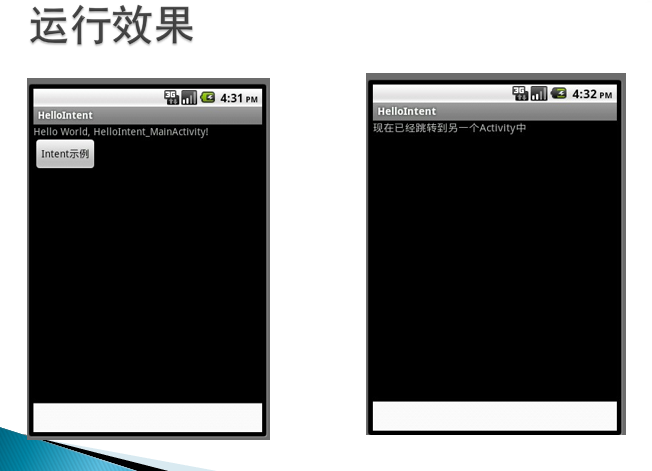 运行效果
3G 4:31 PM
HelloIntent
Hello World, HelloIntent_MainActivity!
Intent示例
3G 4:32 PM
HelloIntent
现在已经跳转到另一个Activity中